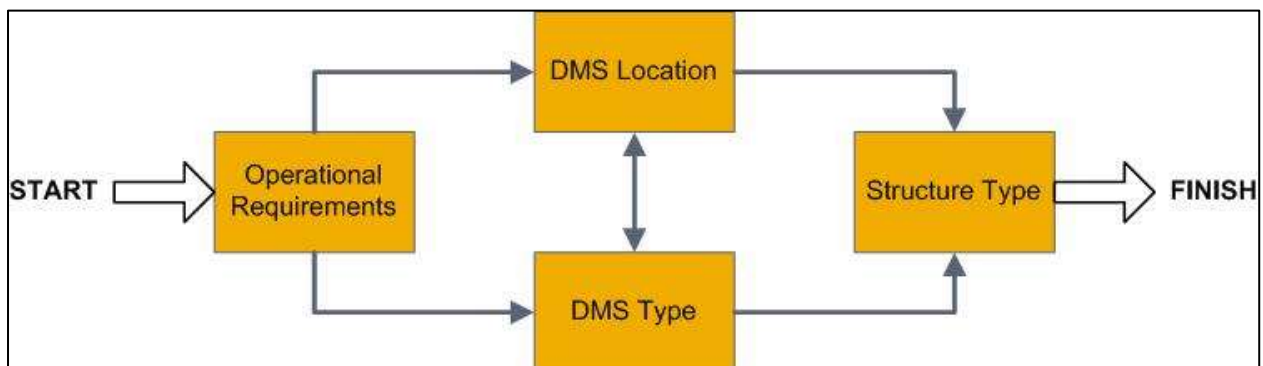 DMS Location
START
Operational
Requirements
Structure Type
FINISH
DMS Type